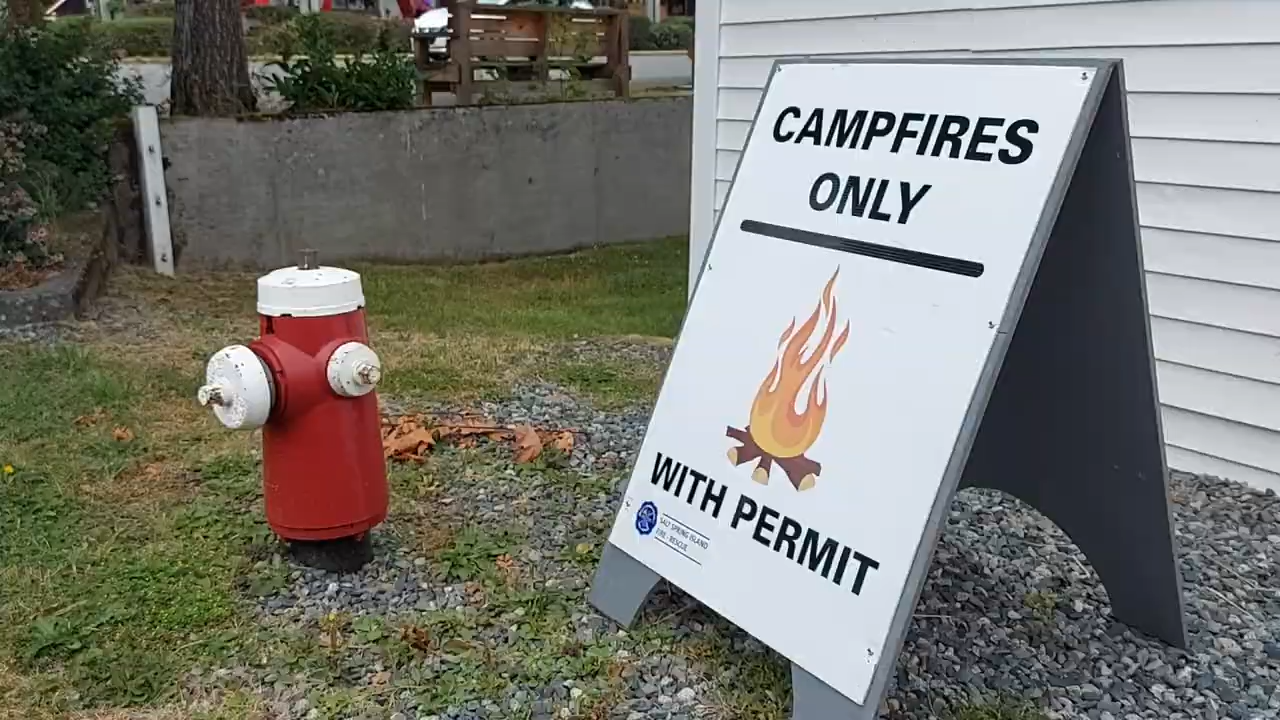 CAMPFIRES
ONLY
WITH PERMIT
SALT SPRING ISLAND
FIRE - RESCUE